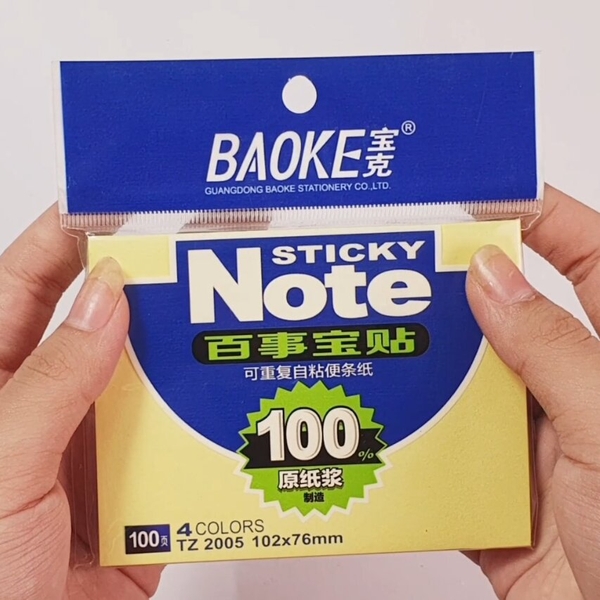 BAOKE宝克®
GUANGDONG BAOKE STATIONERY CO.,LTD.
STICKY
Note
百事宝贴
可重复自粘便条纸
100%
原纸浆
制造
100页
4 COLORS
TZ 2005 102x76mm